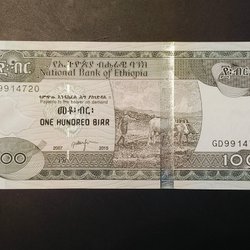 የኢትዮጵያ ብሔራዊ ባንክ
9914720
National Bank of Ethiopia
Payable to the bearer on demand
መቶ ብር
ONE HUNDRED BIRR
GD9914
2007
2015
00
100